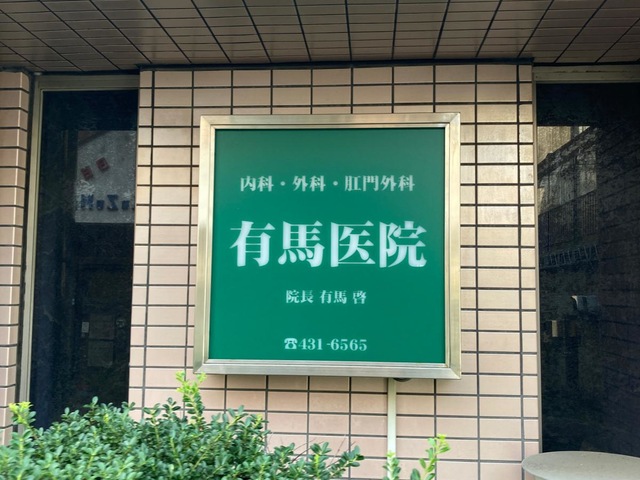 内科・外科・肛門外科
有馬医院
院長 有馬 啓
☎431-6565